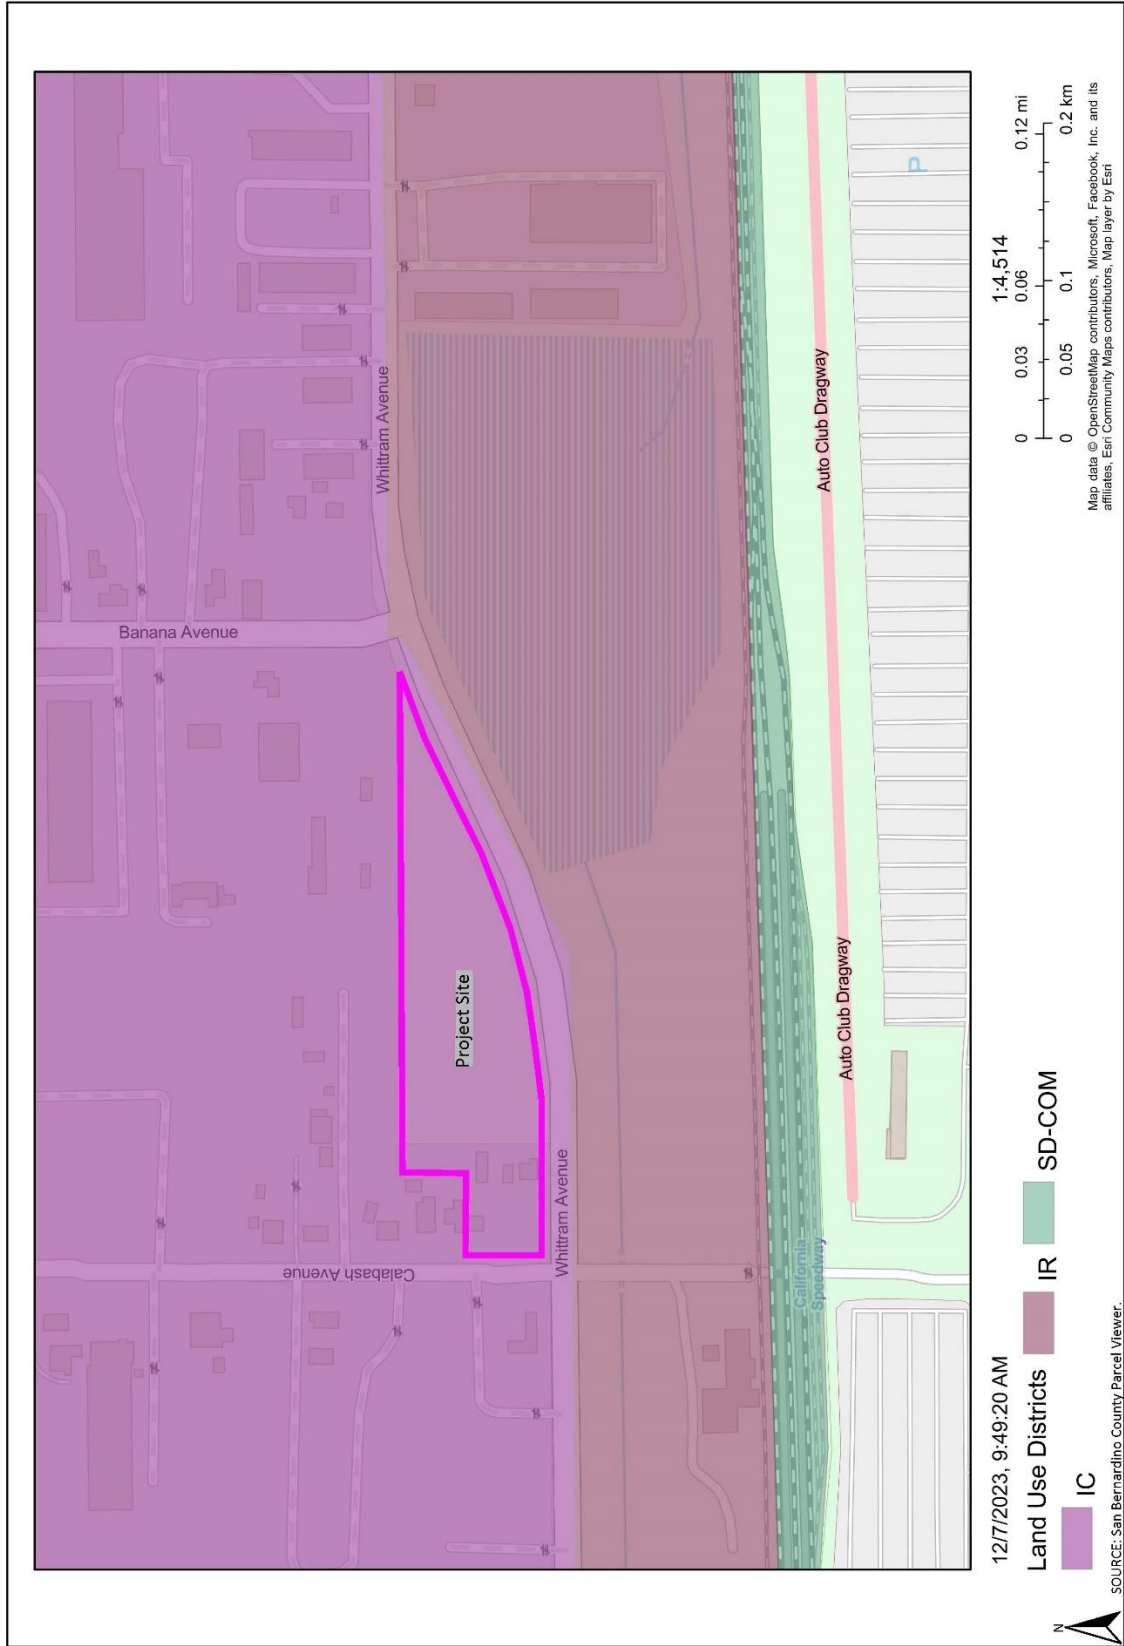 Banana Avenue
Calabash Avenue
Whittram Avenue
Project Site
Whittram Avenue
Auto Club Dragway
Auto Club Dragway
P
California
Speedway
12/7/2023, 9:49:20 AM
Land Use Districts
IC
IR
SD-COM
1:4,514
0 0.03 0.06 0.12 mi
0 0.05 0.1 0.2 km
Map data © OpenStreetMap contributors, Microsoft, Facebook, Inc. and its
affiliates, Esri Community Maps contributors, Map layer by Esri
N
SOURCE: San Bernardino County Parcel Viewer.